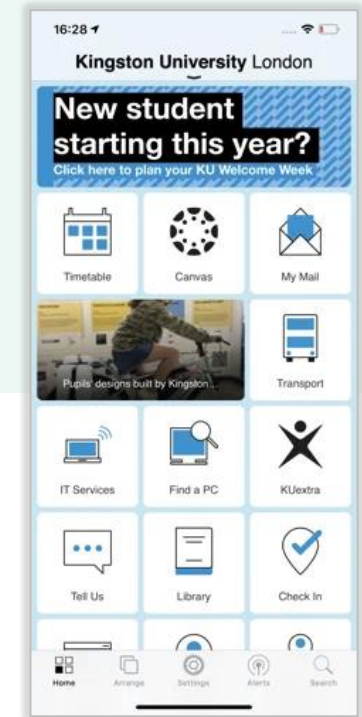 16:28
Kingston University London
New student
starting this year?
Click here to plan your KU Welcome Week
Timetable
Canvas
My Mail
Pupils' designs built by Kingston...
Transport
IT Services
Find a PC
KUextra
Tell Us
Library
Check In
Home
Arrange
Settings
Alerts
Search